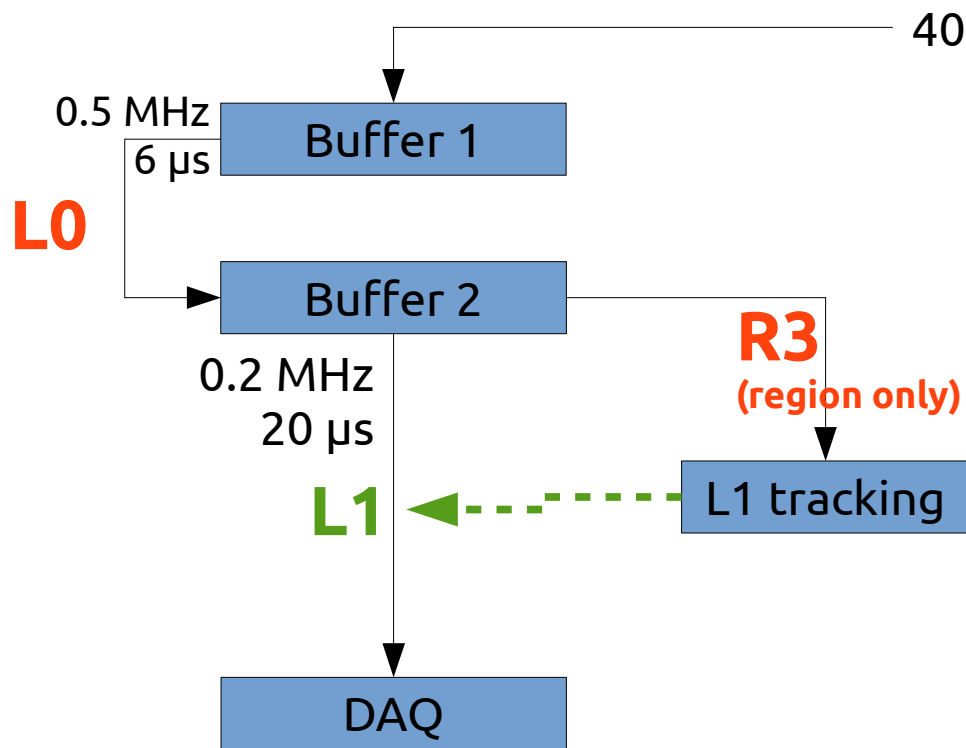 40
0.5 MHz
6 µs
Buffer 1
L0
Buffer 2
R3
(region only)
0.2 MHz
20 µs
L1 tracking
L1
DAQ